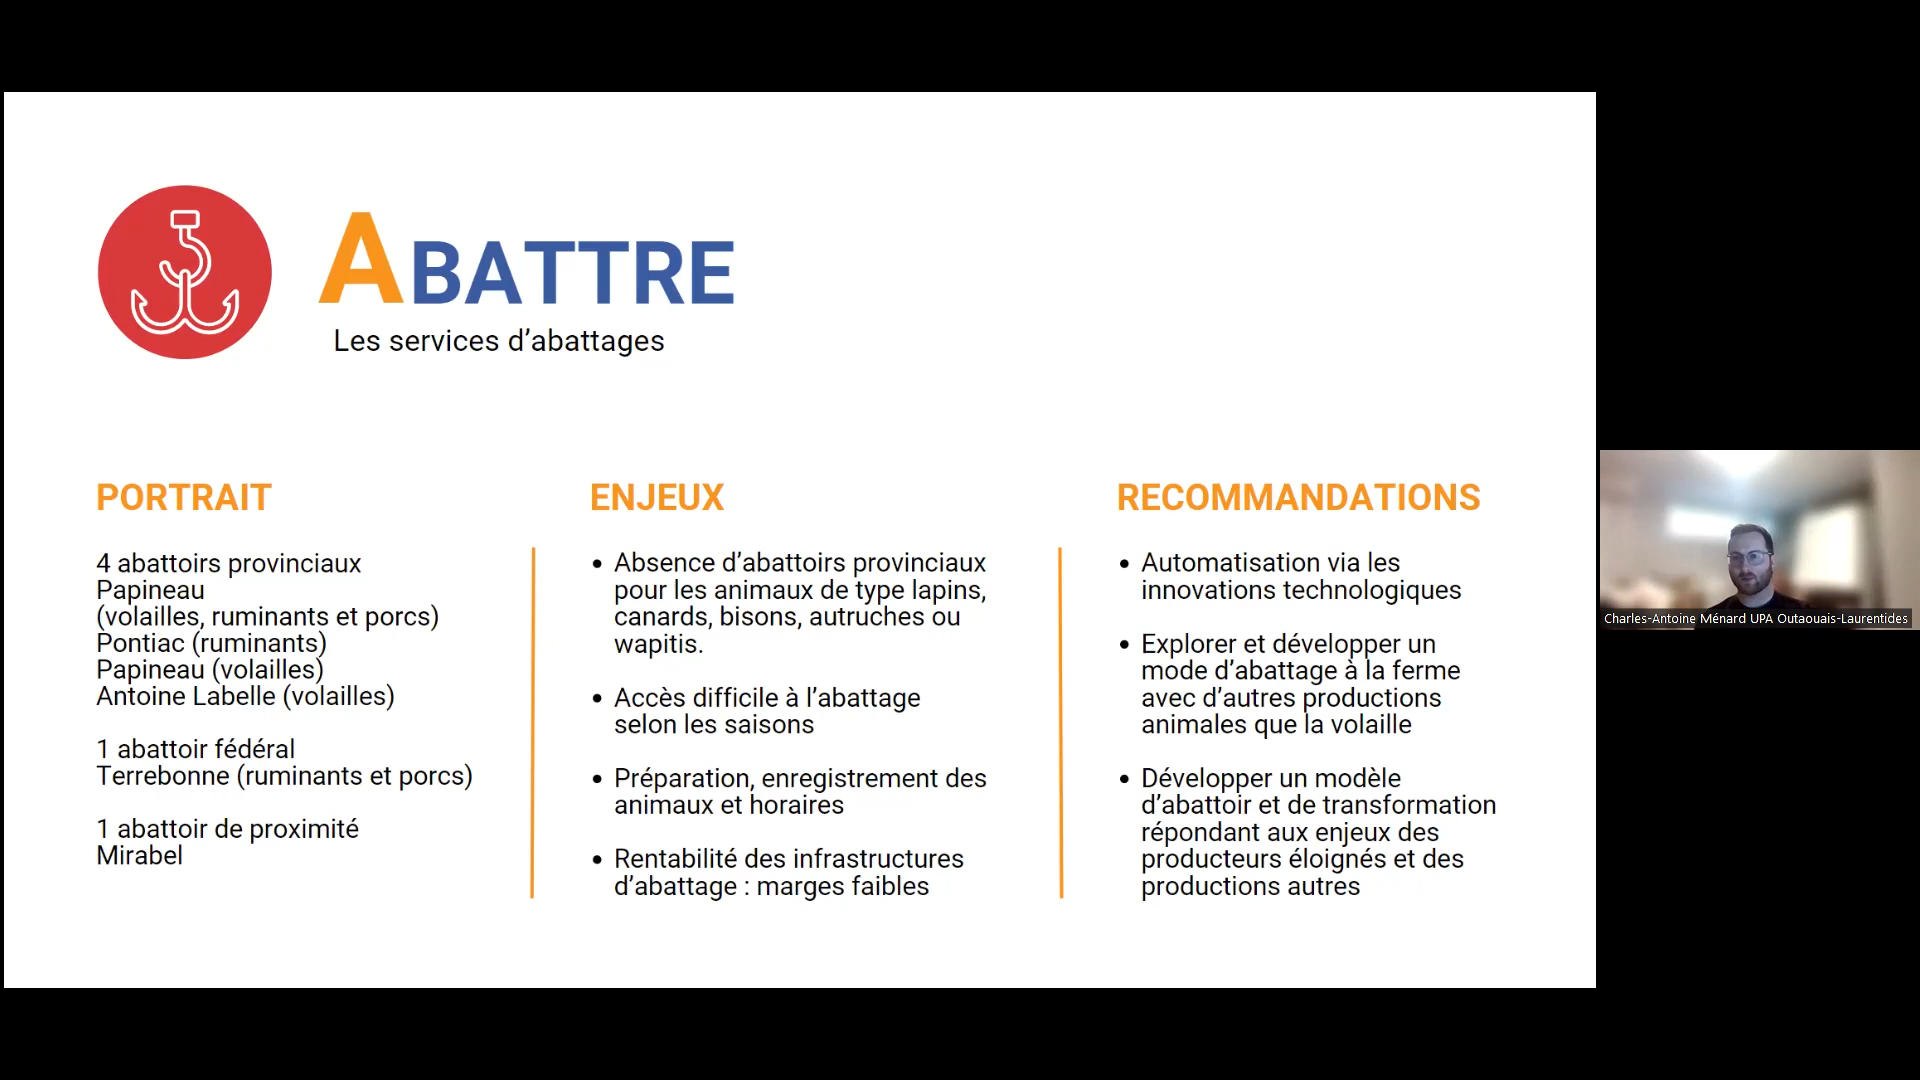 ABATTRE
Les services d’abattages
PORTRAIT
4 abattoirs provinciaux
Papineau
(volailles, ruminants et porcs)
Pontiac (ruminants)
Papineau (volailles)
Antoine Labelle (volailles)
1 abattoir fédéral
Terrebonne (ruminants et porcs)
1 abattoir de proximité
Mirabel
ENJEUX
• Absence d’abattoirs provinciaux
pour les animaux de type lapins,
canards, bisons, autruches ou
wapitis.
• Accès difficile à l’abattage
selon les saisons
• Préparation, enregistrement des
animaux et horaires
• Rentabilité des infrastructures
d’abattage : marges faibles
RECOMMANDATIONS
• Automatisation via les
innovations technologiques
• Explorer et développer un
mode d’abattage à la ferme
avec d’autres productions
animales que la volaille
• Développer un modèle
d’abattoir et de transformation
répondant aux enjeux des
producteurs éloignés et des
productions autres
Charles-Antoine Ménard UPA Outaouais-Laurentides